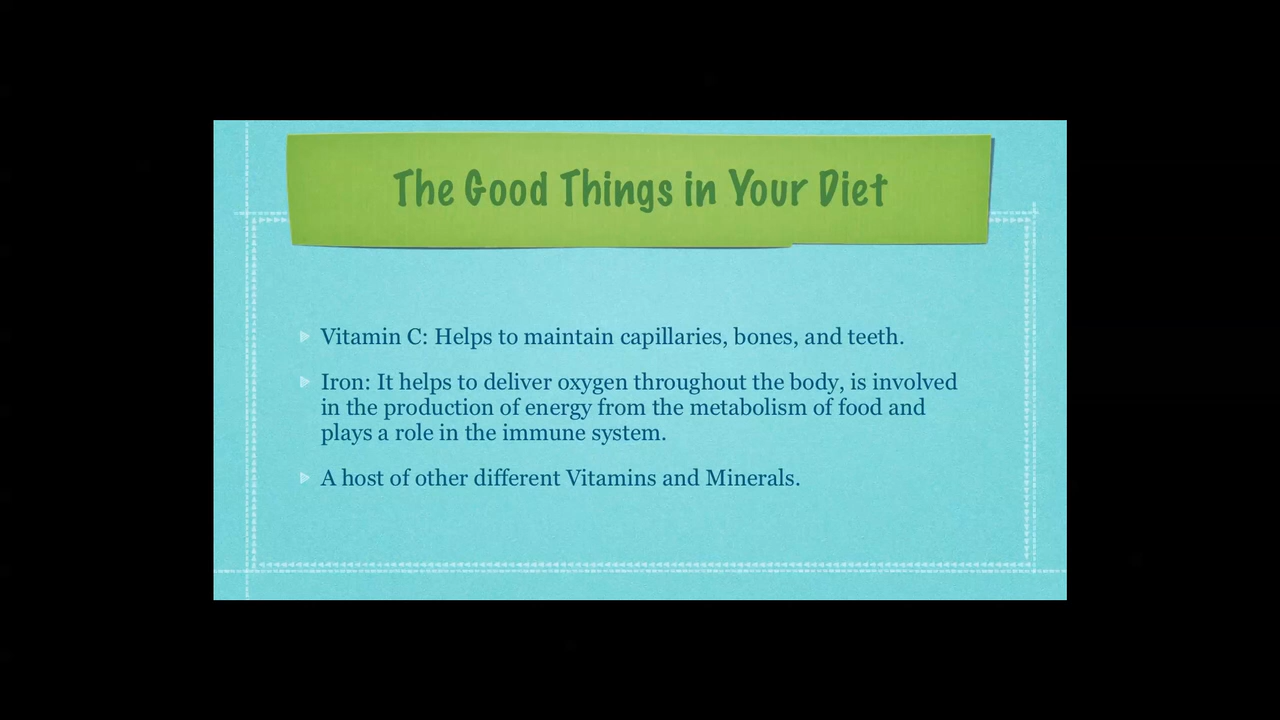 The Good Things in Your Diet
Vitamin C: Helps to maintain capillaries, bones, and teeth.
Iron: It helps to deliver oxygen throughout the body, is involved
in the production of energy from the metabolism of food and
plays a role in the immune system.
A host of other different Vitamins and Minerals.